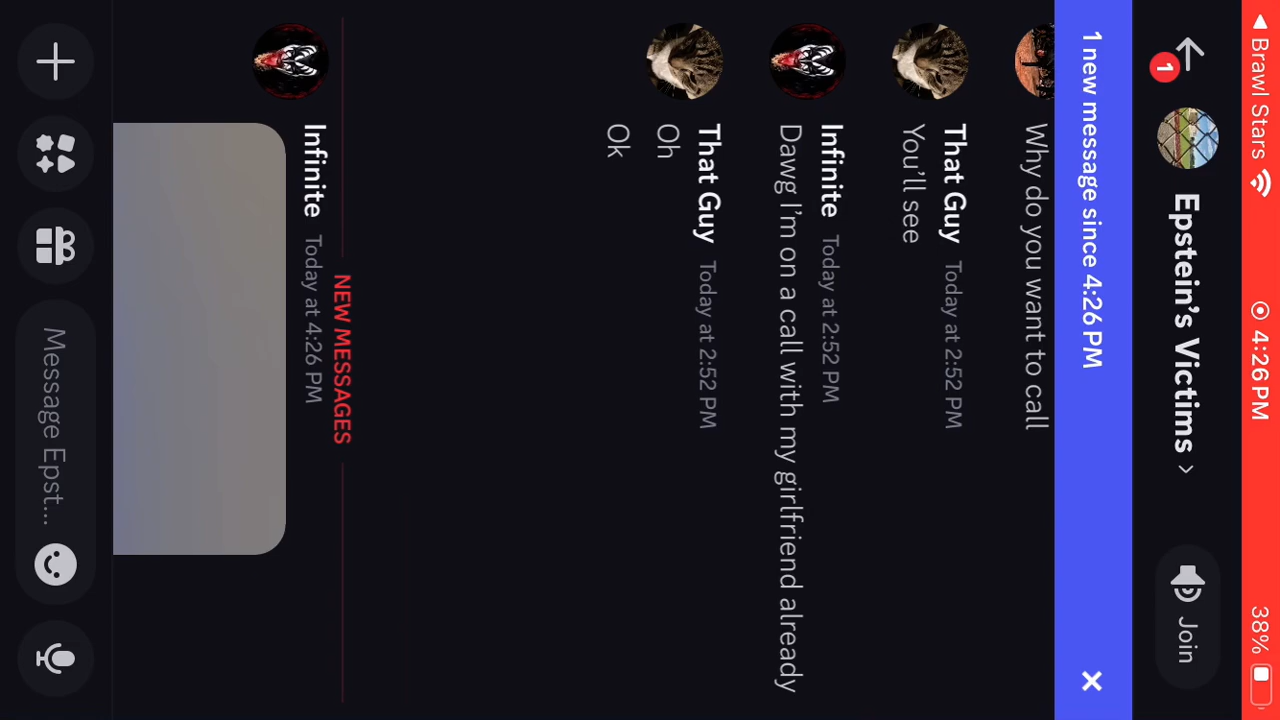 ◀ Brawl Stars 4:26 PM 38%
1
Epstein's Victims ›
Join
1 new message since 4:26 PM
Why do you want to call
That Guy Today at 2:52 PM
You'll see
Infinite Today at 2:52 PM
Dawg I'm on a call with my girlfriend already
That Guy Today at 2:52 PM
Oh
Ok
NEW MESSAGES
Infinite Today at 4:26 PM
Message Epst...